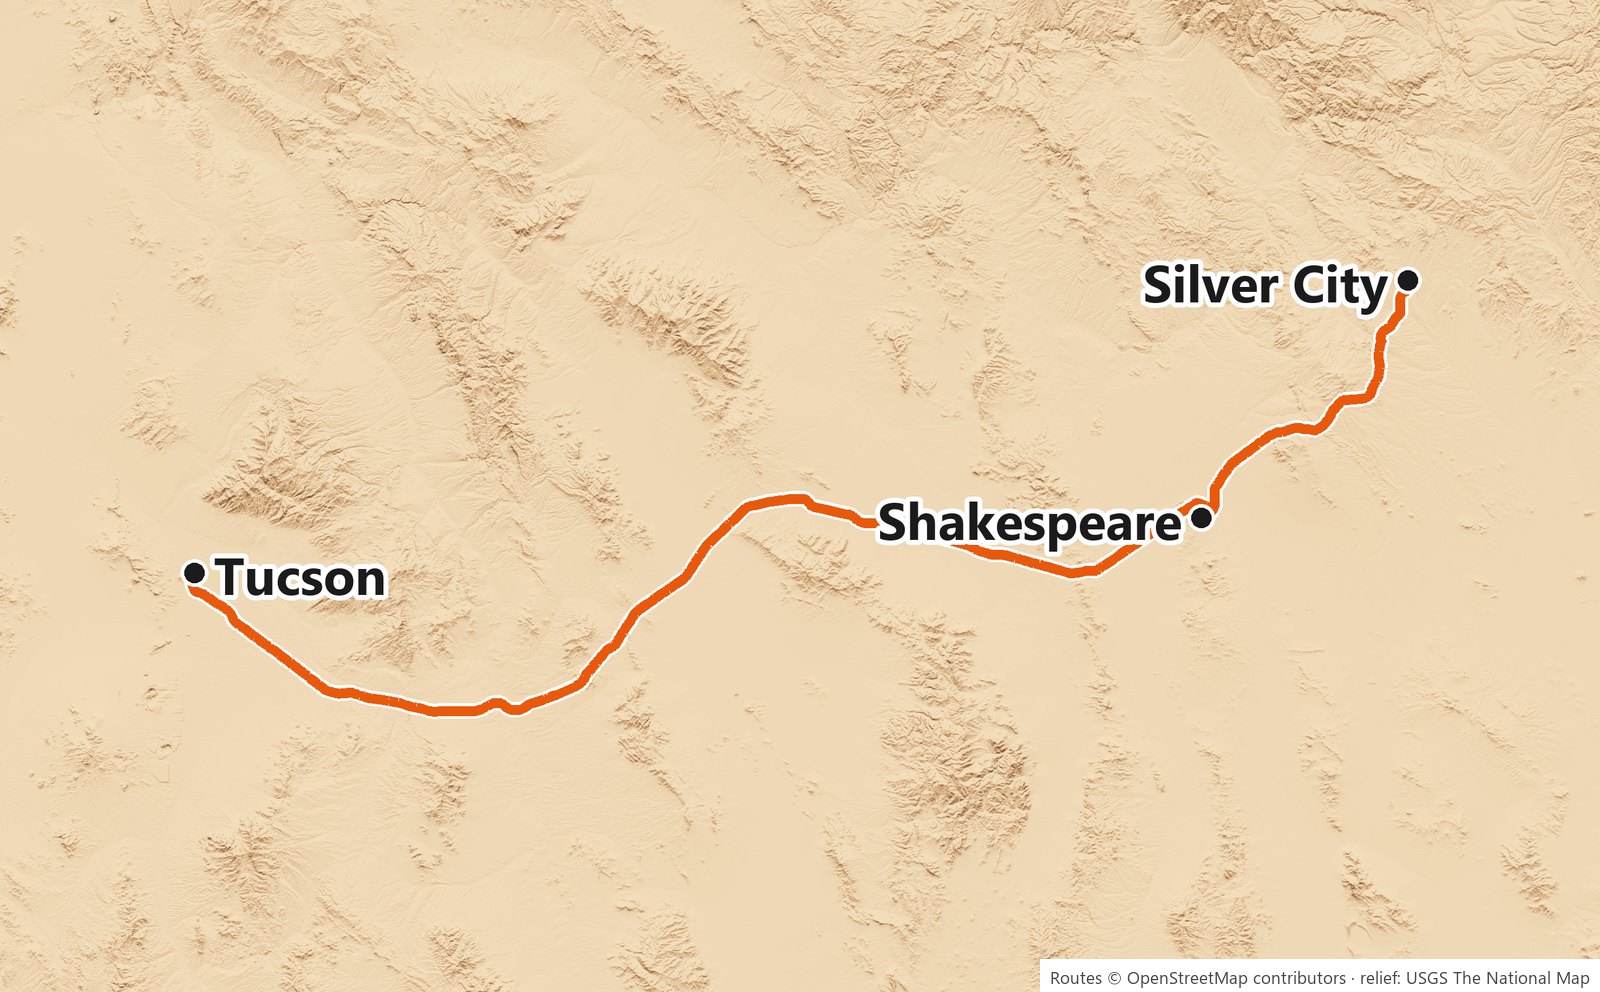 Silver City
Shakespeare
Tucson
Routes © OpenStreetMap contributors · relief: USGS The National Map